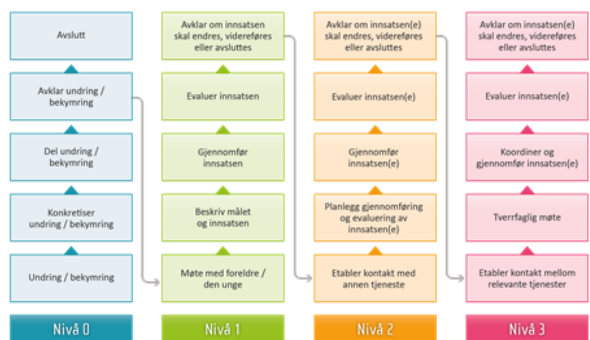 Avslutt
Avklar undring /
bekymring
Del undring /
bekymring
Konkretiser
undring / bekymring
Undring / bekymring
Nivå 0
Avklar om innsatsen
skal endres, videreføres
eller avsluttes
Evaluer innsatsen
Gjennomfør
innsatsen
Beskriv målet
og innsatsen
Møte med foreldre /
den unge
Nivå 1
Avklar om innsatsen(e)
skal endres, videreføres
eller avsluttes
Evaluer innsatsen(e)
Gjennomfør
innsatsen(e)
Planlegg gjennomføring
og evaluering av
innsatsen(e)
Etabler kontakt med
annen tjeneste
Nivå 2
Avklar om innsatsen(e)
skal endres, videreføres
eller avsluttes
Evaluer innsatsen(e)
Koordiner og
gjennomfør innsatsen(e)
Tverrfaglig møte
Etabler kontakt mellom
relevante tjenester
Nivå 3